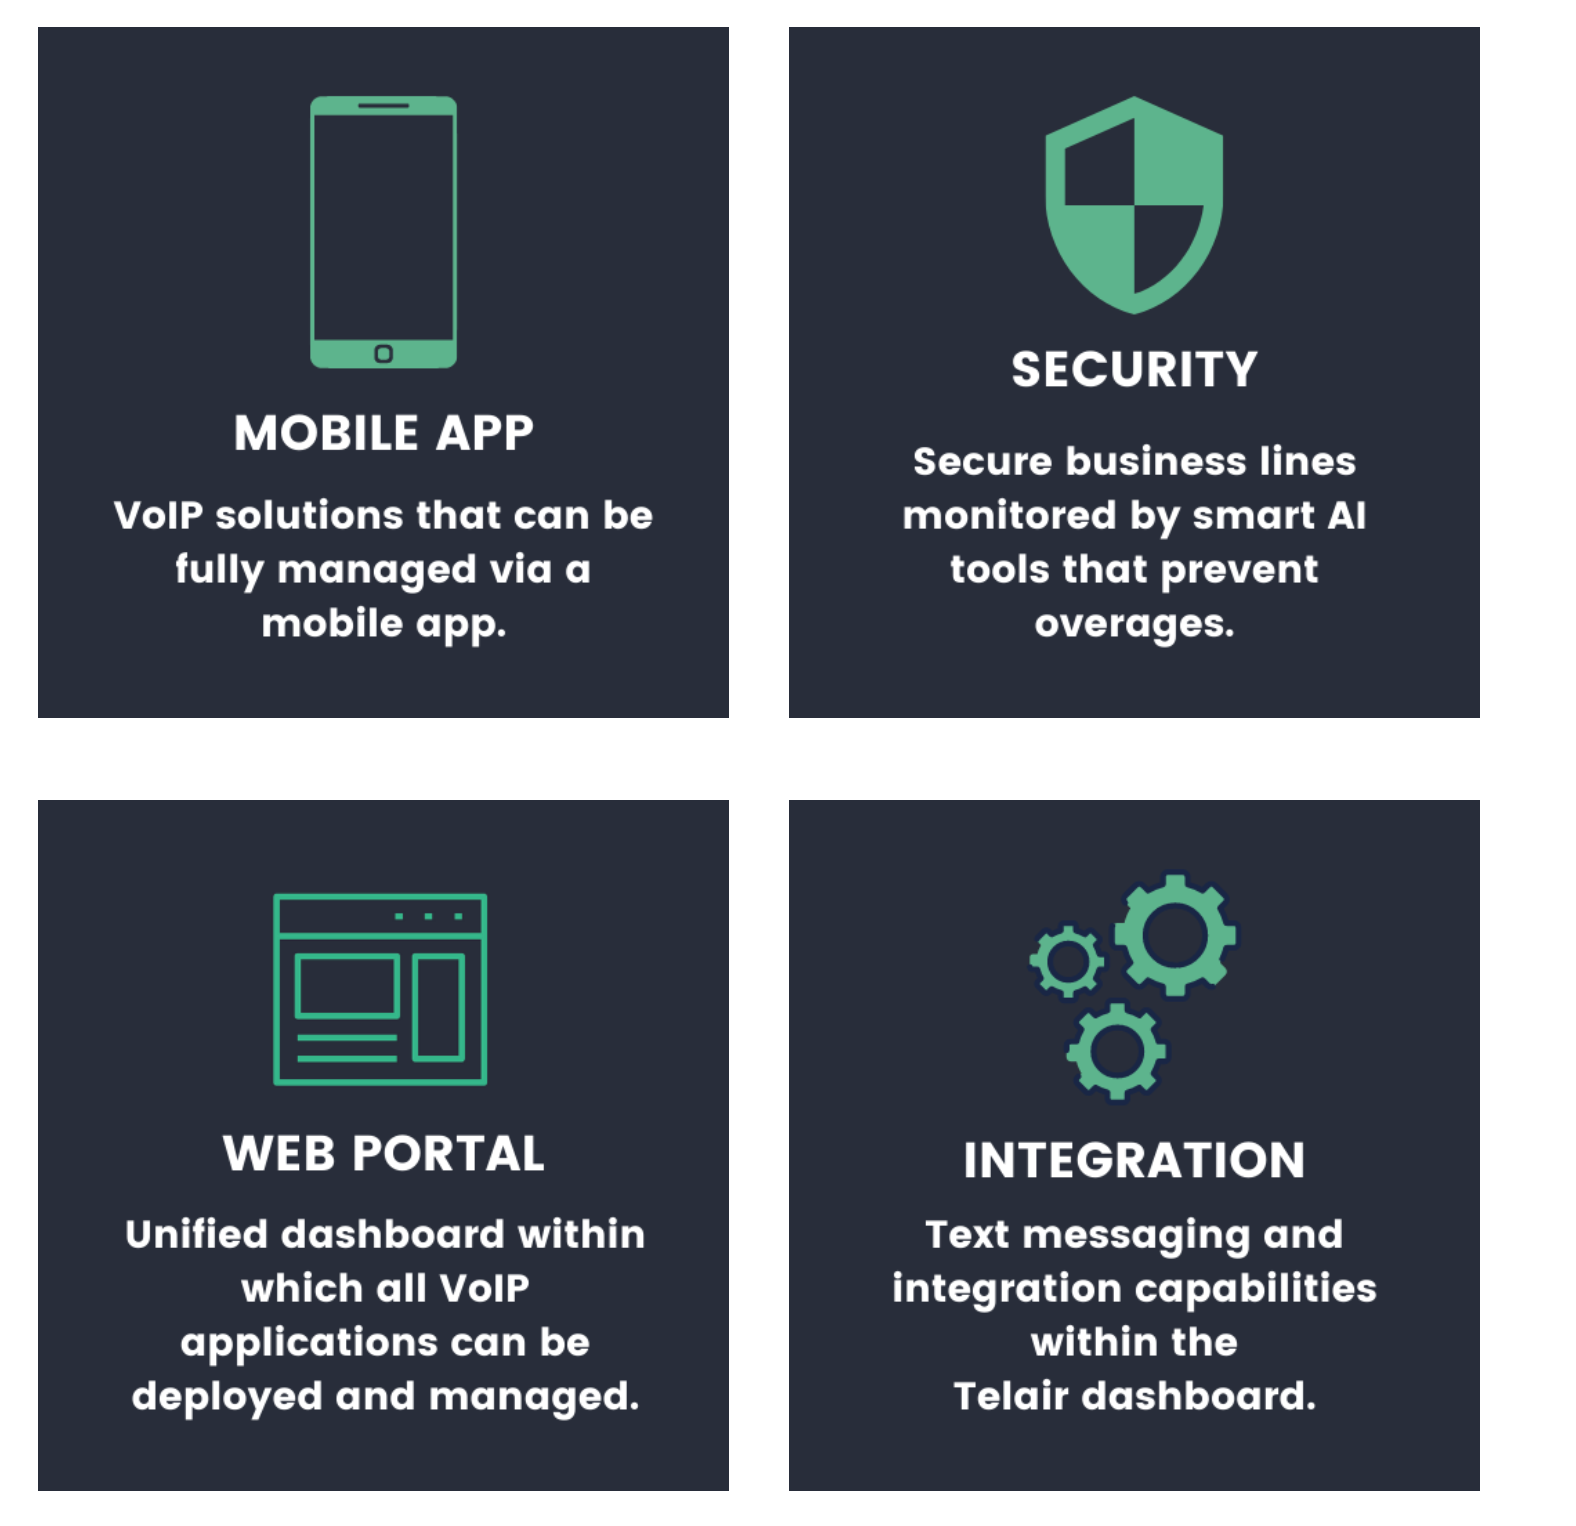 MOBILE APP
VoIP solutions that can be
fully managed via a
mobile app.
SECURITY
Secure business lines
monitored by smart AI
tools that prevent
overages.
WEB PORTAL
Unified dashboard within
which all VoIP
applications can be
deployed and managed.
INTEGRATION
Text messaging and
integration capabilities
within the
Telair dashboard.